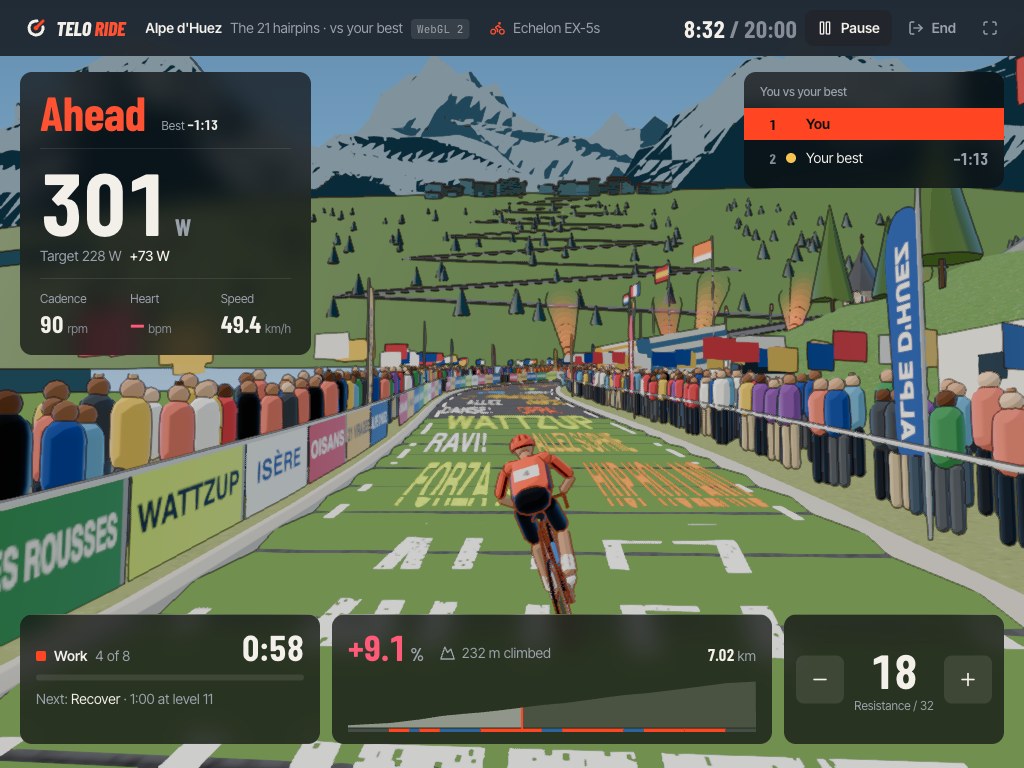 TELO RIDE Alpe d'Huez The 21 hairpins · vs your best WebGL 2 Echelon EX-5s 8:32 / 20:00 Pause End
Ahead Best −1:13
301 W
Target 228 W +73 W
Cadence Heart Speed
90 rpm – bpm 49.4 km/h
You vs your best
1 You
2 Your best −1:13
ALPE D'HUEZ
ES ROUSSES
WATTZUP
ISÈRE
OISANS
ALLEZ
WATTZUP
RAVI!
FORZA
Work 4 of 8 0:58
Next: Recover · 1:00 at level 11
+9.1 % 232 m climbed 7.02 km
− 18 +
Resistance / 32